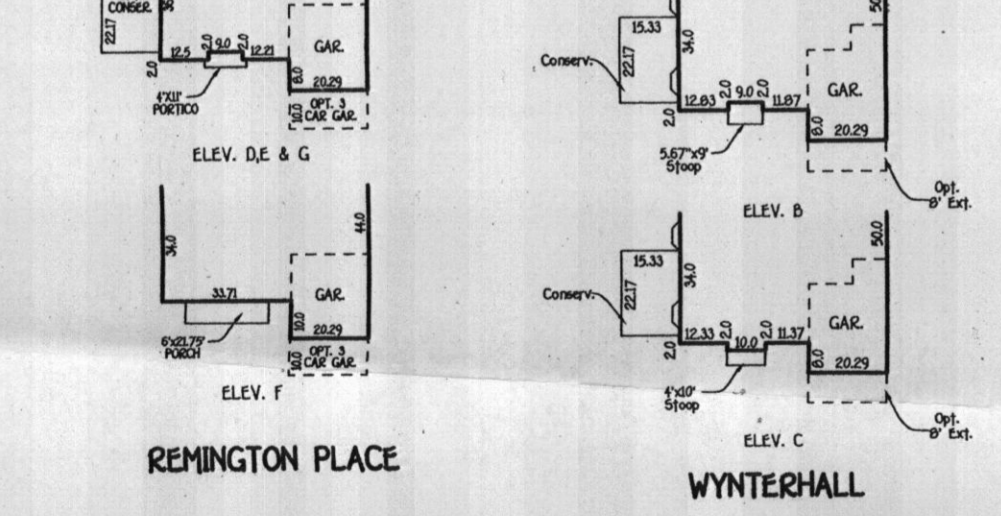 CONSER.
22.17
2.0
12.5
2.0
9.0
2.0
12.21
GAR.
8.0
20.29
10.0
OPT. 3
CAR GAR.
4'X11'
PORTICO
ELEV. D,E & G
34.0
44.0
33.71
GAR.
10.0
20.29
6'x21.75'
PORCH
10.0
OPT. 3
CAR GAR.
ELEV. F
REMINGTON PLACE
15.33
34.0
Conserv.
22.17
2.0
12.83
2.0
9.0
2.0
11.87
GAR.
8.0
20.29
5.67"x9'
Stoop
Opt.
8' Ext.
ELEV. B
50.0
15.33
34.0
Conserv.
22.17
2.0
12.33
2.0
10.0
2.0
11.37
GAR.
8.0
20.29
4'x10'
Stoop
Opt.
8' Ext.
ELEV. C
WYNTERHALL